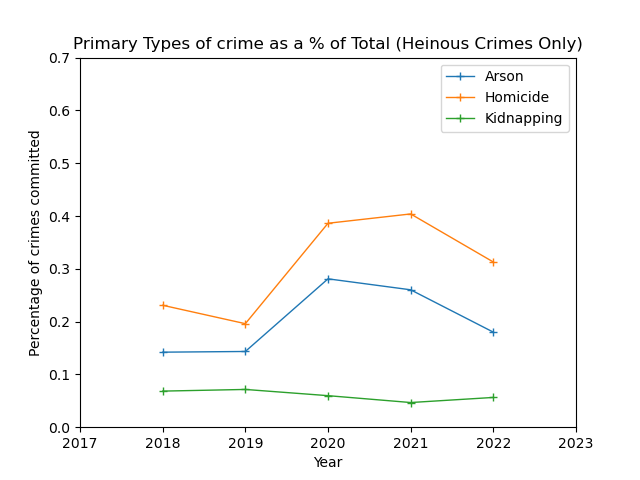 Primary Types of crime as a % of Total (Heinous Crimes Only)
0.7
0.6
0.5
0.4
0.3
0.2
0.1
0.0
Percentage of crimes committed
Arson
Homicide
Kidnapping
2017 2018 2019 2020 2021 2022 2023
Year